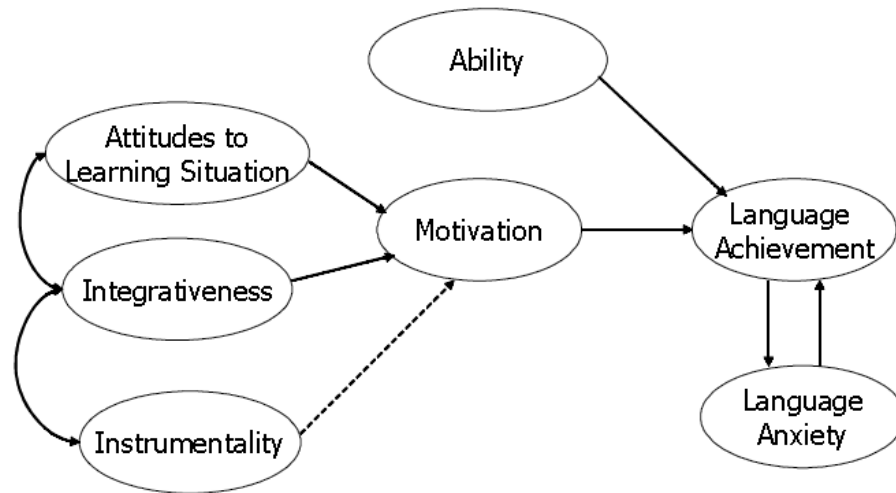 Ability
Attitudes to
Learning Situation
Motivation
Language
Achievement
Integrativeness
Instrumentality
Language
Anxiety